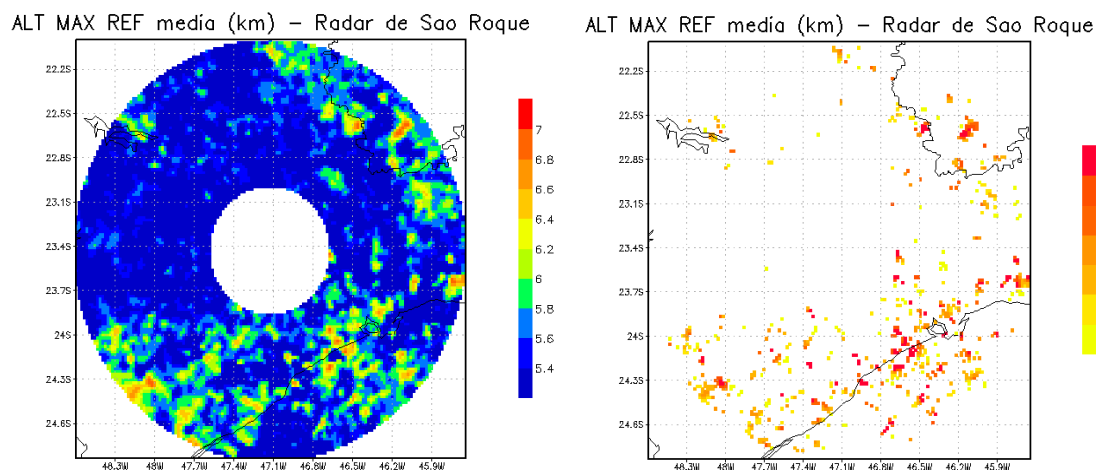 ALT MAX REF media (km) - Radar de Sao Roque
22.2S
22.5S
22.8S
23.1S
23.4S
23.7S
24S
24.3S
24.6S
48.3W 48W 47.7W 47.4W 47.1W 46.8W 46.5W 46.2W 45.9W
7
6.8
6.6
6.4
6.2
6
5.8
5.6
5.4
ALT MAX REF media (km) - Radar de Sao Roque
22.2S
22.5S
22.8S
23.1S
23.4S
23.7S
24S
24.3S
24.6S
48.3W 48W 47.7W 47.4W 47.1W 46.8W 46.5W 46.2W 45.9W